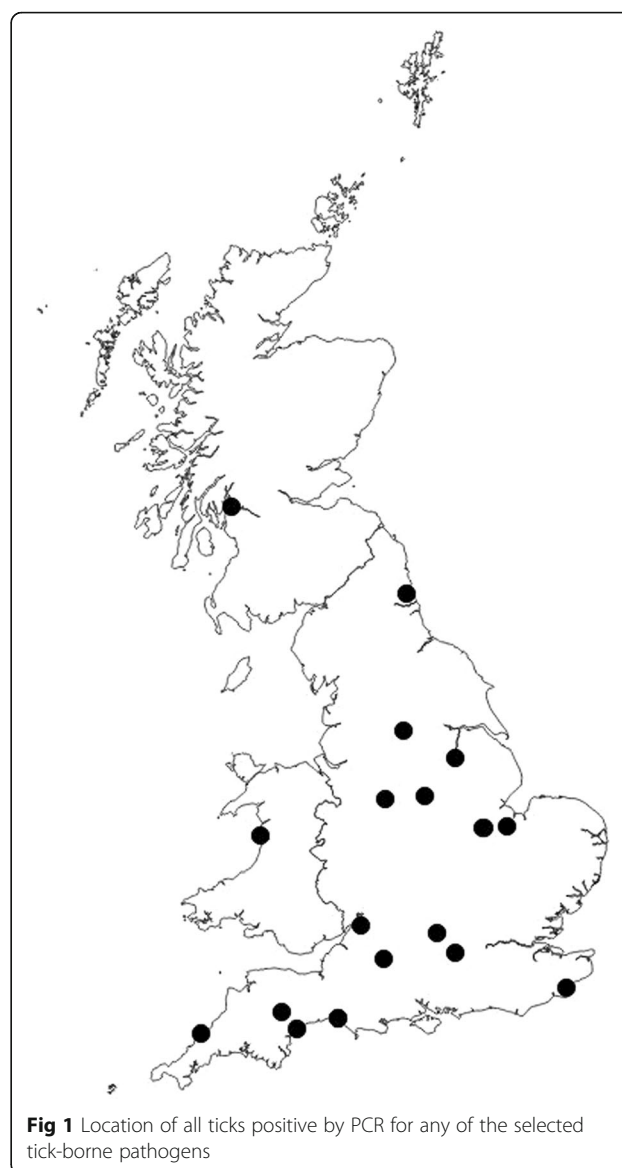 Fig 1 Location of all ticks positive by PCR for any of the selected
tick-borne pathogens